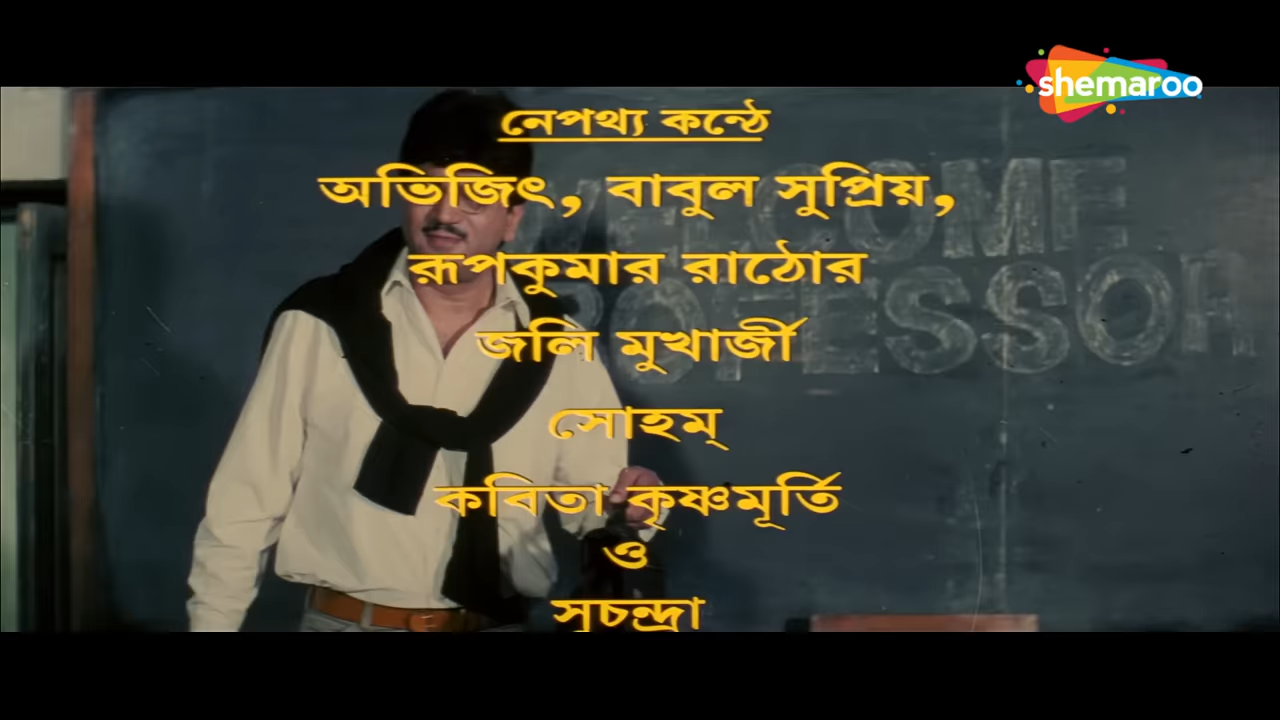 shemaroo
নেপথ্য কন্ঠে
অভিজিৎ, বাবুল সুপ্রিয়,
রূপকুমার রাঠোর
জলি মুখার্জী
সোহম্
কবিতা কৃষ্ণমূর্তি
ও
সুচন্দ্রা
WELCOME
PROFESSOR